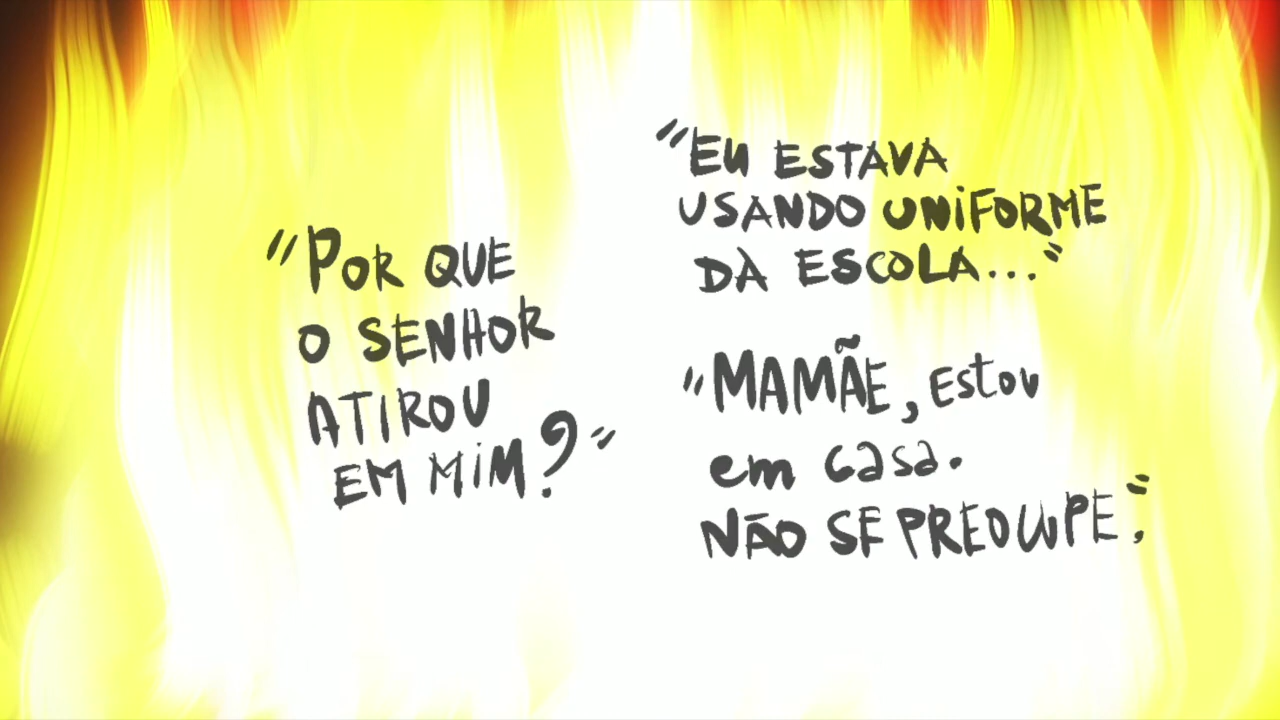 "POR QUE
O SENHOR
ATIROU
EM MIM?"
"EU ESTAVA
USANDO UNIFORME
DA ESCOLA..."
"MAMÃE, Estou
em casa.
NÃO SE PREOCUPE".